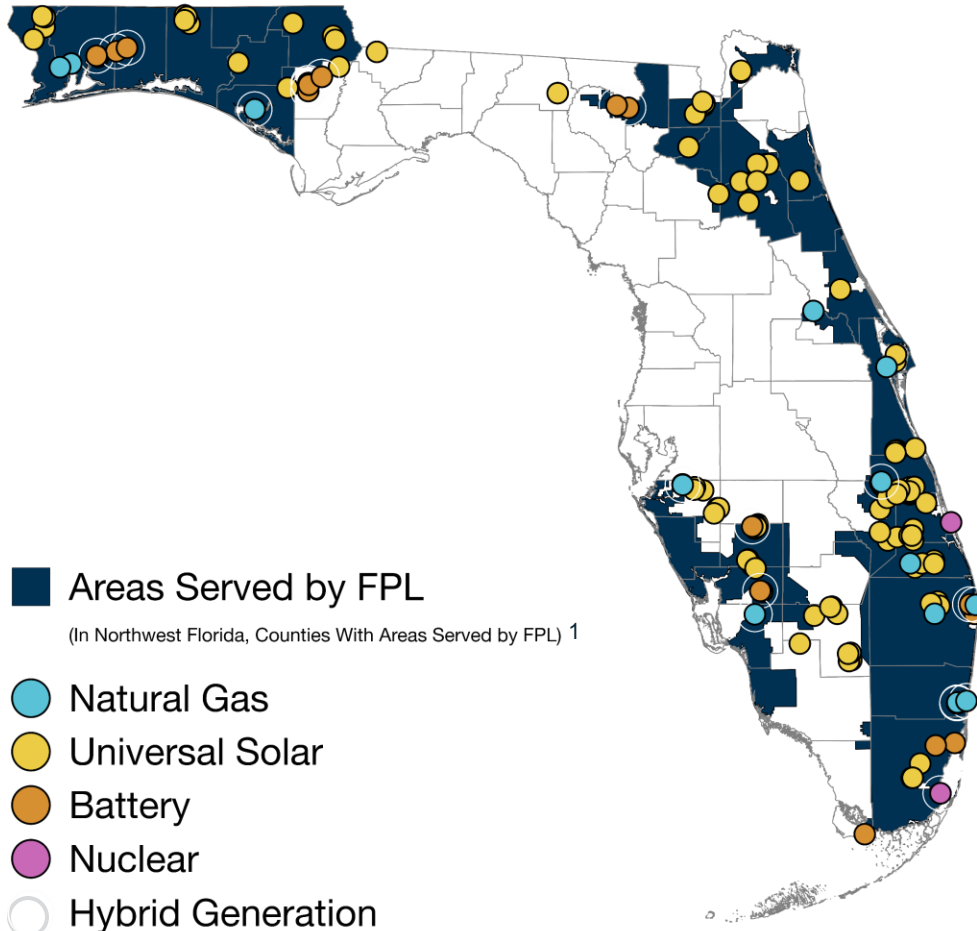 Areas Served by FPL
(In Northwest Florida, Counties With Areas Served by FPL) 1
Natural Gas
Universal Solar
Battery
Nuclear
Hybrid Generation